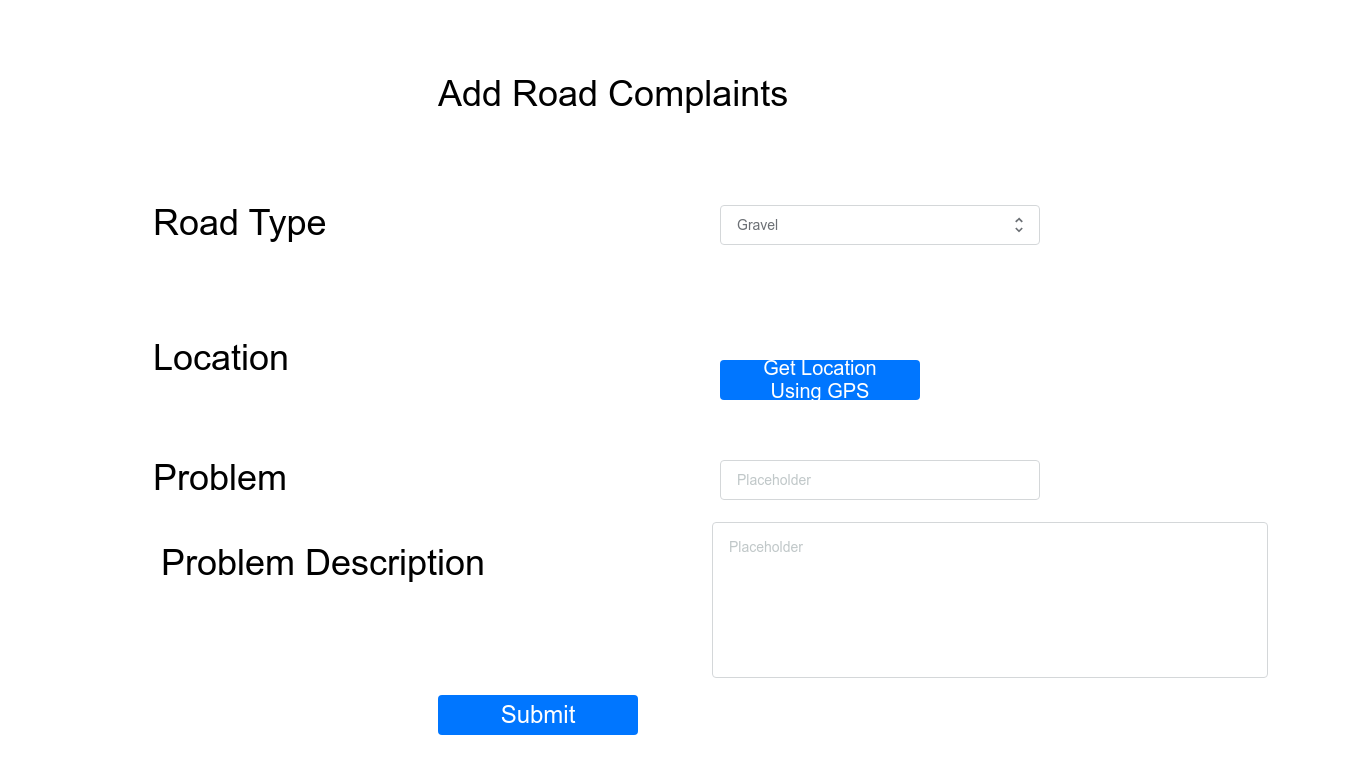 Add Road Complaints
Road Type
Gravel
Location
Get Location
Using GPS
Problem
Placeholder
Problem Description
Placeholder
Submit